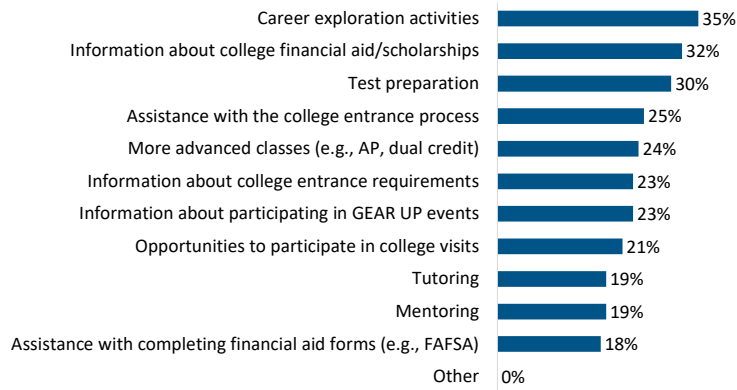 Career exploration activities 35%
Information about college financial aid/scholarships 32%
Test preparation 30%
Assistance with the college entrance process 25%
More advanced classes (e.g., AP, dual credit) 24%
Information about college entrance requirements 23%
Information about participating in GEAR UP events 23%
Opportunities to participate in college visits 21%
Tutoring 19%
Mentoring 19%
Assistance with completing financial aid forms (e.g., FAFSA) 18%
Other 0%